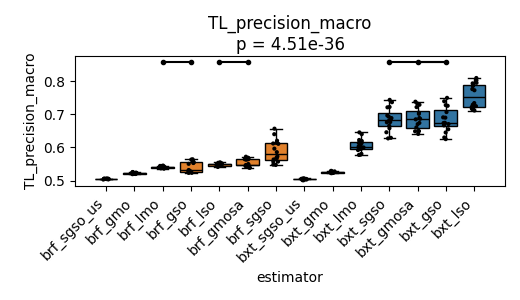 TL_precision_macro
p = 4.51e-36
TL_precision_macro
0.8
0.7
0.6
0.5
brf_sgso_us
brf_gmo
brf_lmo
brf_gso
brf_lso
brf_gmosa
brf_sgso
bxt_sgso_us
bxt_gmo
bxt_lmo
bxt_sgso
bxt_gmosa
bxt_gso
bxt_lso
estimator